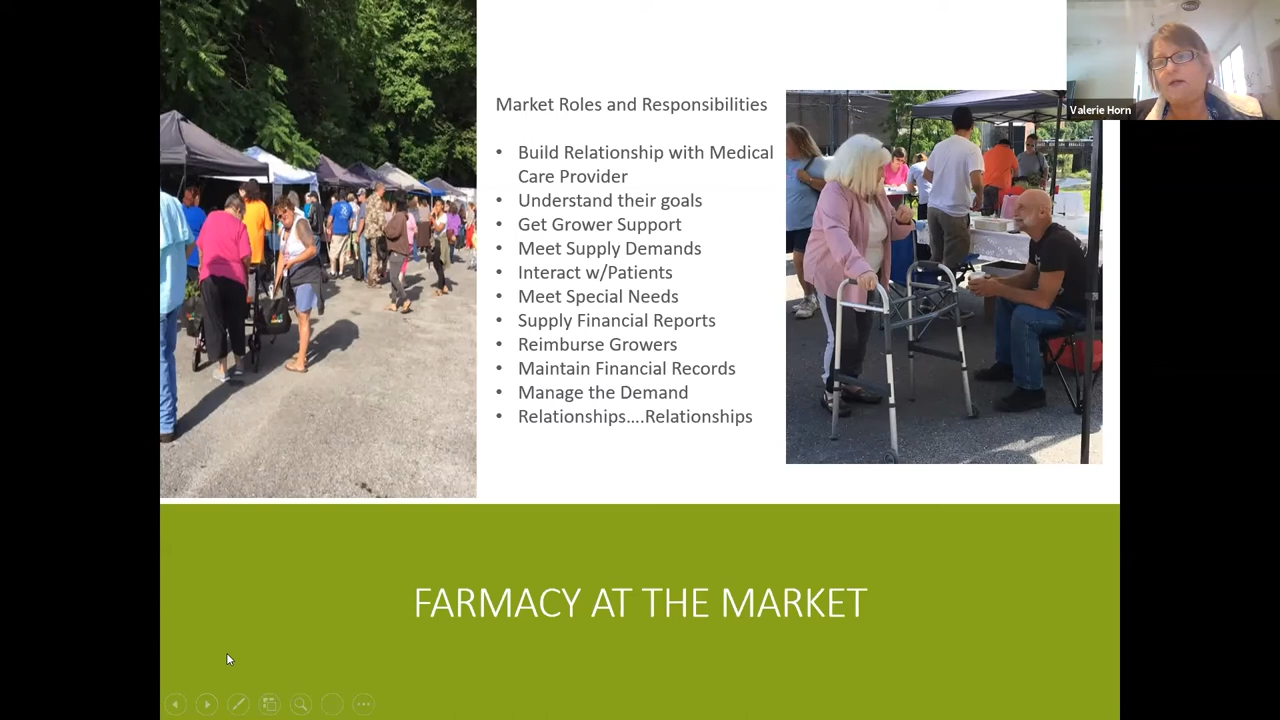 Market Roles and Responsibilities
• Build Relationship with Medical
Care Provider
• Understand their goals
• Get Grower Support
• Meet Supply Demands
• Interact w/Patients
• Meet Special Needs
• Supply Financial Reports
• Reimburse Growers
• Maintain Financial Records
• Manage the Demand
• Relationships....Relationships
Valerie Horn
FARMACY AT THE MARKET